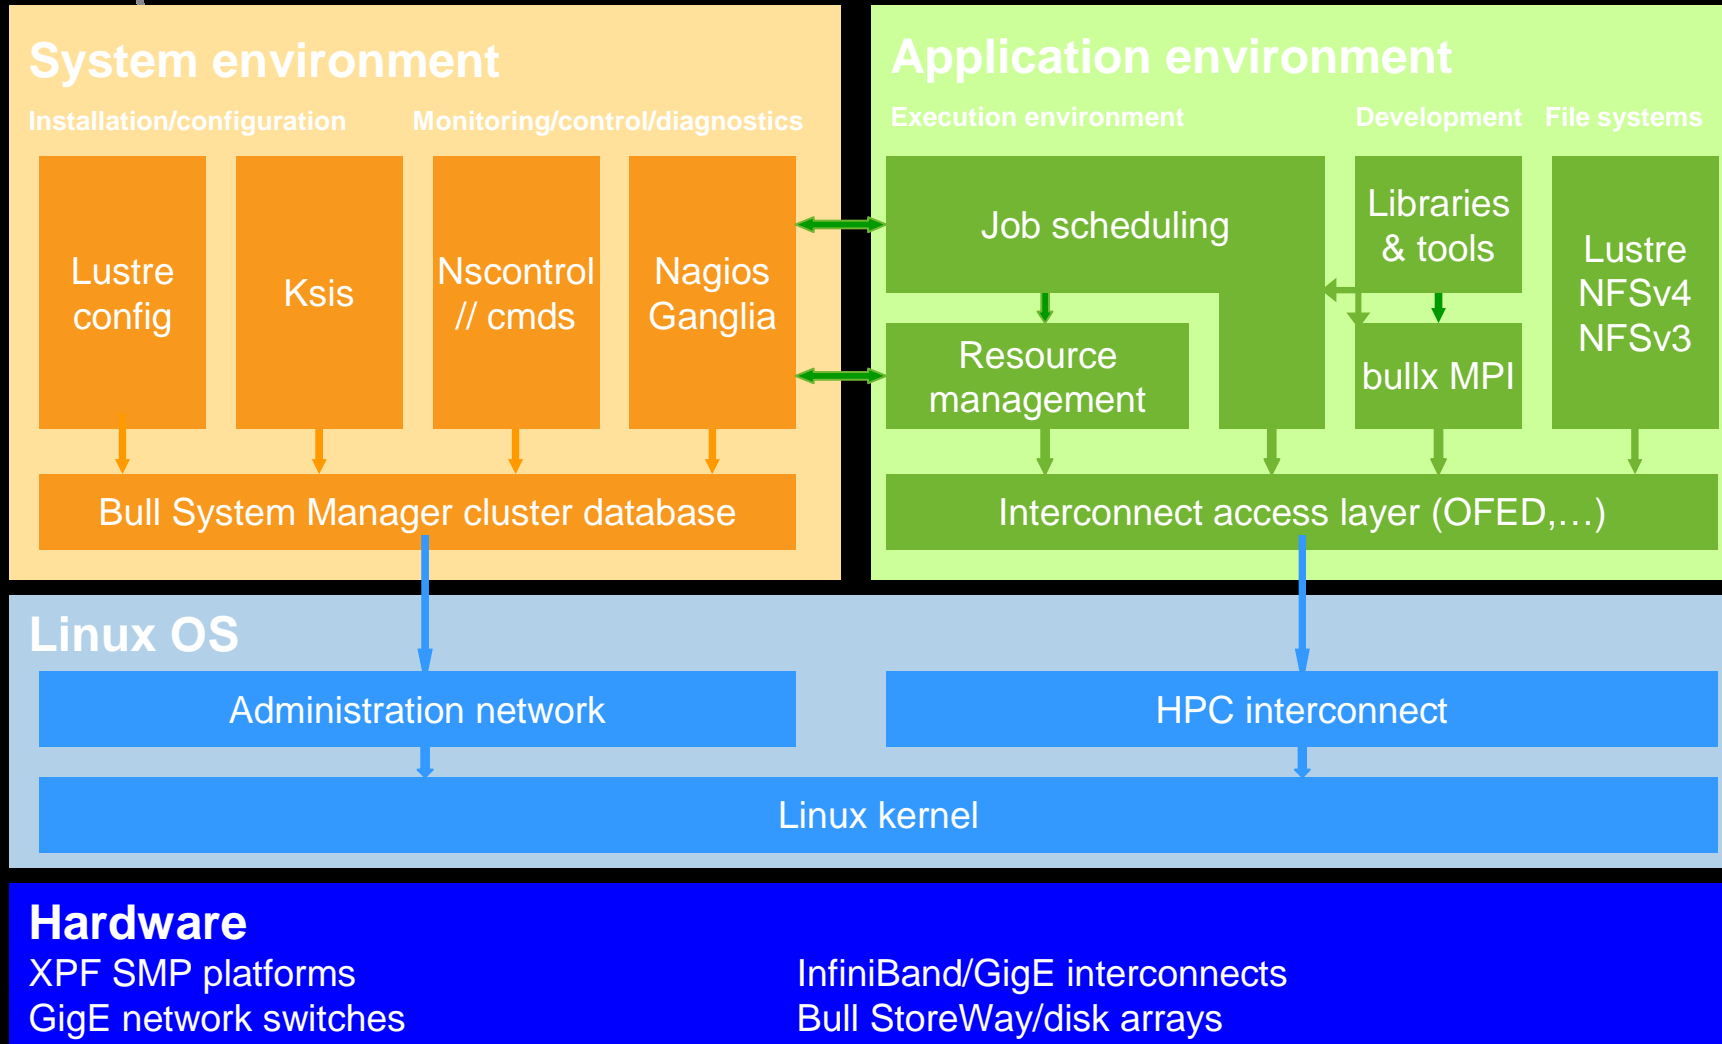 System environment
Installation/configuration
Monitoring/control/diagnostics
Lustre
config
Ksis
Nscontrol
// cmds
Nagios
Ganglia
Bull System Manager cluster database
Application environment
Execution environment
Development
File systems
Job scheduling
Resource
management
Libraries
& tools
bullx MPI
Lustre
NFSv4
NFSv3
Interconnect access layer (OFED,…)
Linux OS
Administration network
HPC interconnect
Linux kernel
Hardware
XPF SMP platforms
GigE network switches
InfiniBand/GigE interconnects
Bull StoreWay/disk arrays